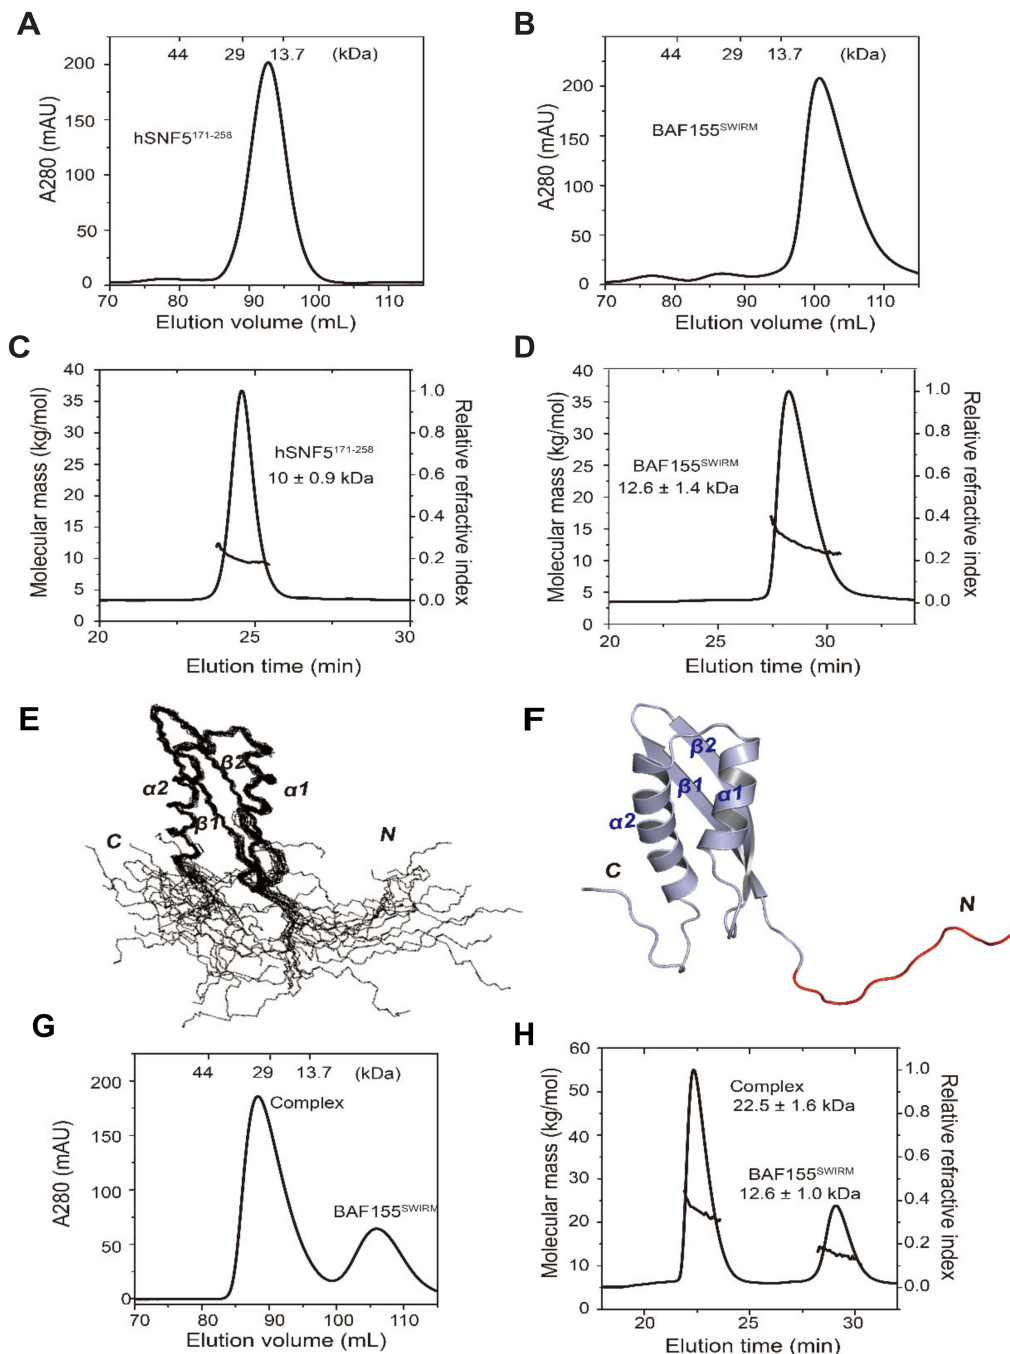 A
44 29 13.7 (kDa)
hSNF5171-258
A280 (mAU)
200
150
100
50
0
70 80 90 100 110
Elution volume (mL)
B
44 29 13.7 (kDa)
BAF155SWIRM
A280 (mAU)
200
150
100
50
0
70 80 90 100 110
Elution volume (mL)
C
hSNF5171-258
10 ± 0.9 kDa
Molecular mass (kg/mol)
40
35
30
25
20
15
10
5
0
Relative refractive index
1.0
0.8
0.6
0.4
0.2
0.0
20 25 30
Elution time (min)
D
BAF155SWIRM
12.6 ± 1.4 kDa
Molecular mass (kg/mol)
40
35
30
25
20
15
10
5
0
Relative refractive index
1.0
0.8
0.6
0.4
0.2
0.0
20 25 30
Elution time (min)
E
β2
α2
α1
β1
C
N
F
β2
β1
α1
α2
C
N
G
44 29 13.7 (kDa)
Complex
BAF155SWIRM
A280 (mAU)
200
150
100
50
0
70 80 90 100 110
Elution volume (mL)
H
Complex
22.5 ± 1.6 kDa
BAF155SWIRM
12.6 ± 1.0 kDa
Molecular mass (kg/mol)
60
50
40
30
20
10
0
Relative refractive index
1.0
0.8
0.6
0.4
0.2
0.0
20 25 30
Elution time (min)